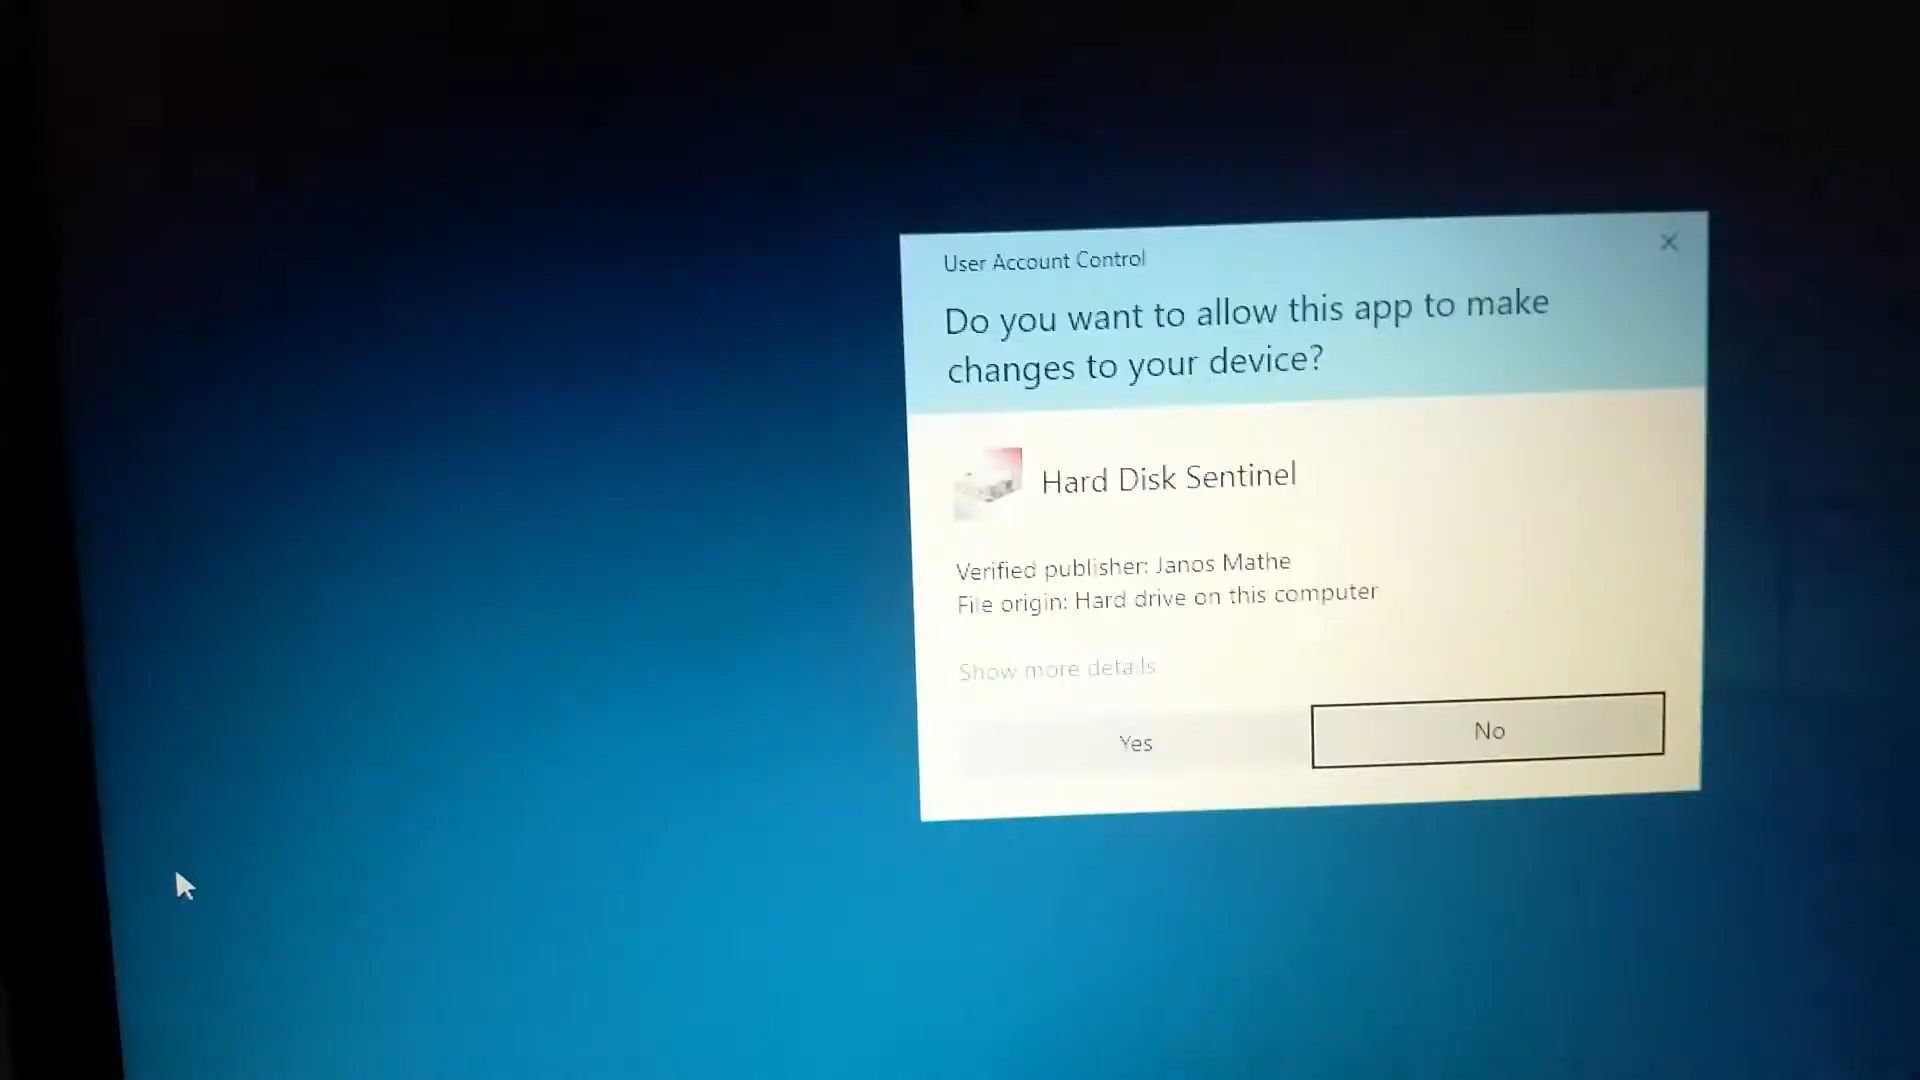 User Account Control
Do you want to allow this app to make
changes to your device?
Hard Disk Sentinel
Verified publisher: Janos Mathe
File origin: Hard drive on this computer
Show more details
Yes
No